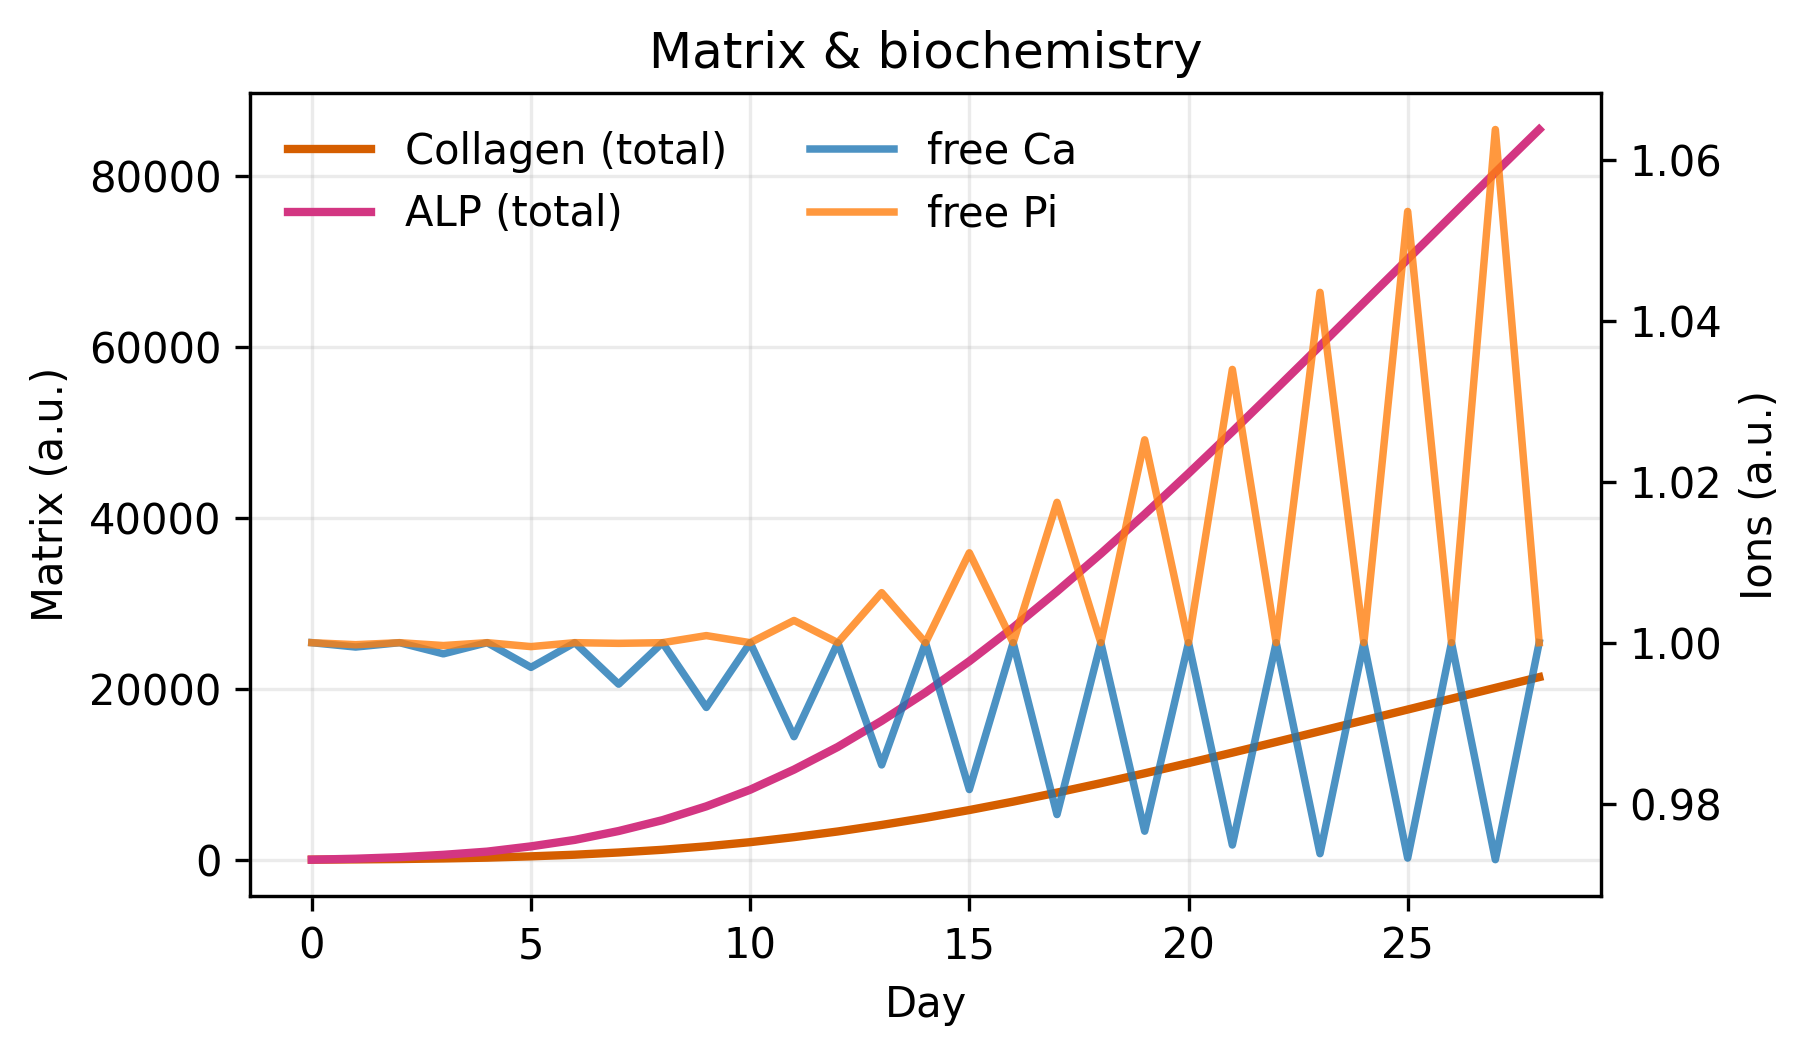 Matrix & biochemistry
Collagen (total)
ALP (total)
free Ca
free Pi
Matrix (a.u.)
80000
60000
40000
20000
0
1.06
1.04
1.02
1.00
0.98
Ions (a.u.)
0 5 10 15 20 25
Day